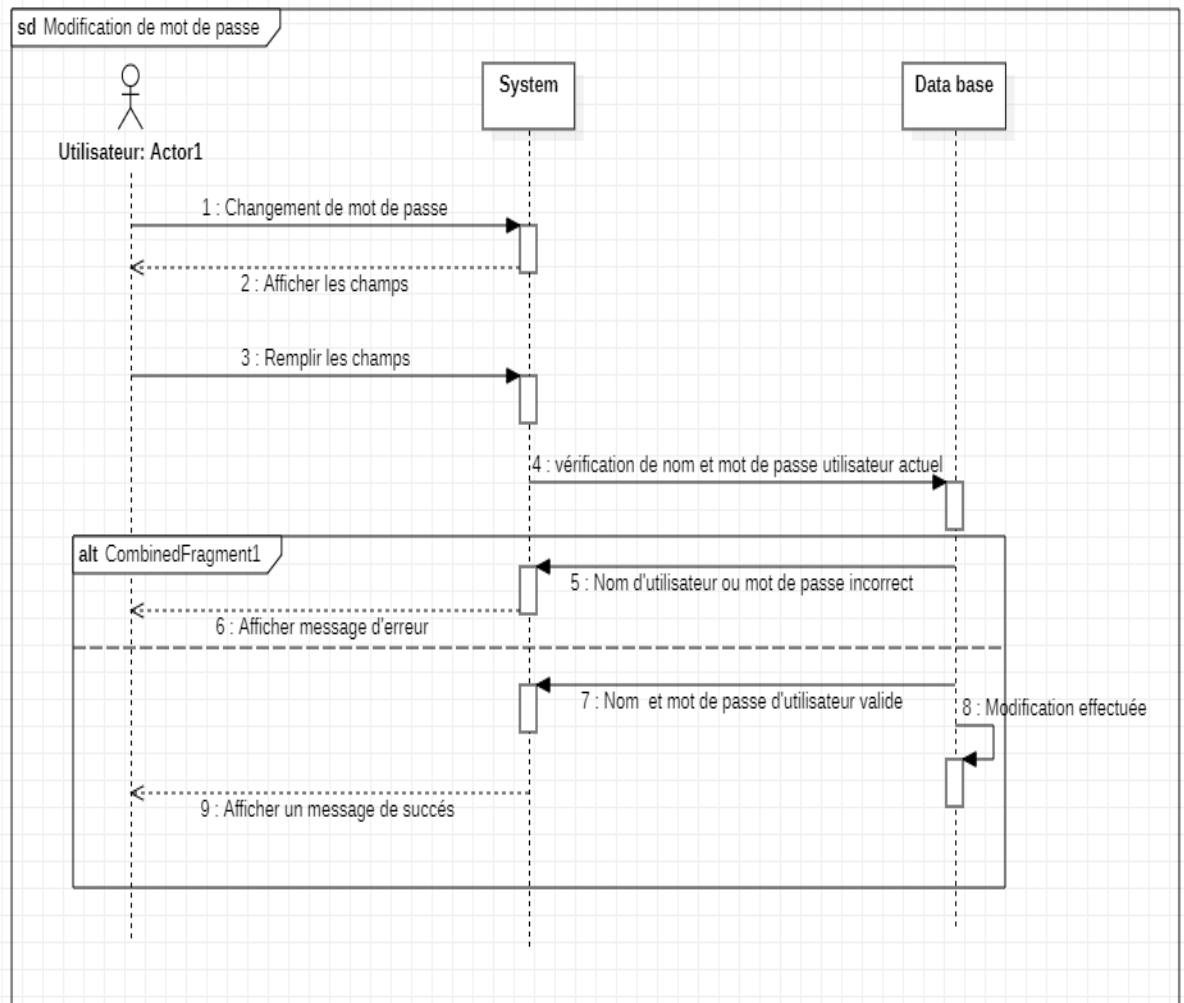 sd Modification de mot de passe
System
Data base
Utilisateur: Actor1
1 : Changement de mot de passe
2 : Afficher les champs
3 : Remplir les champs
4 : vérification de nom et mot de passe utilisateur actuel
alt CombinedFragment1
5 : Nom d'utilisateur ou mot de passe incorrect
6 : Afficher message d'erreur
7 : Nom  et mot de passe d'utilisateur valide
8 : Modification effectuée
9 : Afficher un message de succés